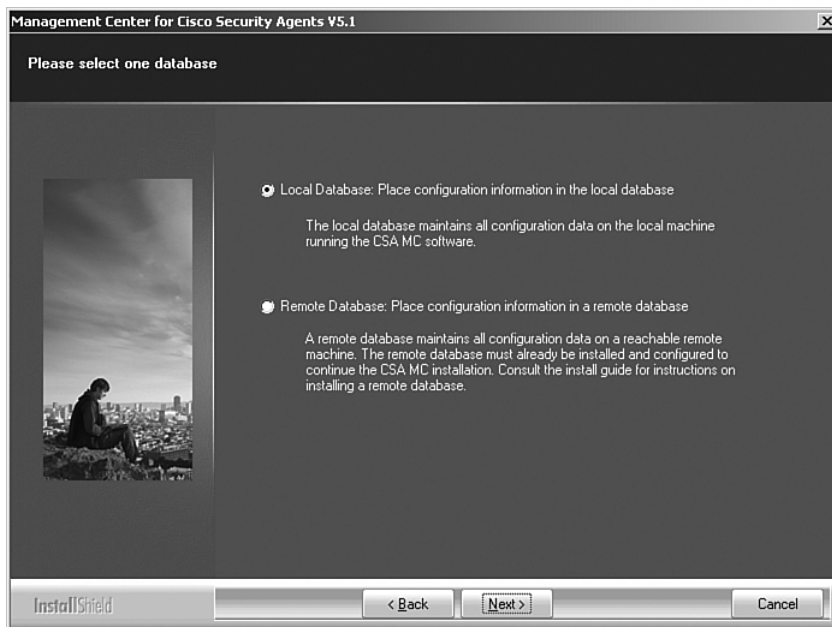 Management Center for Cisco Security Agents V5.1
Please select one database
Local Database: Place configuration information in the local database
The local database maintains all configuration data on the local machine
running the CSA MC software.
Remote Database: Place configuration information in a remote database
A remote database maintains all configuration data on a reachable remote
machine. The remote database must already be installed and configured to
continue the CSA MC installation. Consult the install guide for instructions on
installing a remote database.
InstallShield
< Back
Next >
Cancel